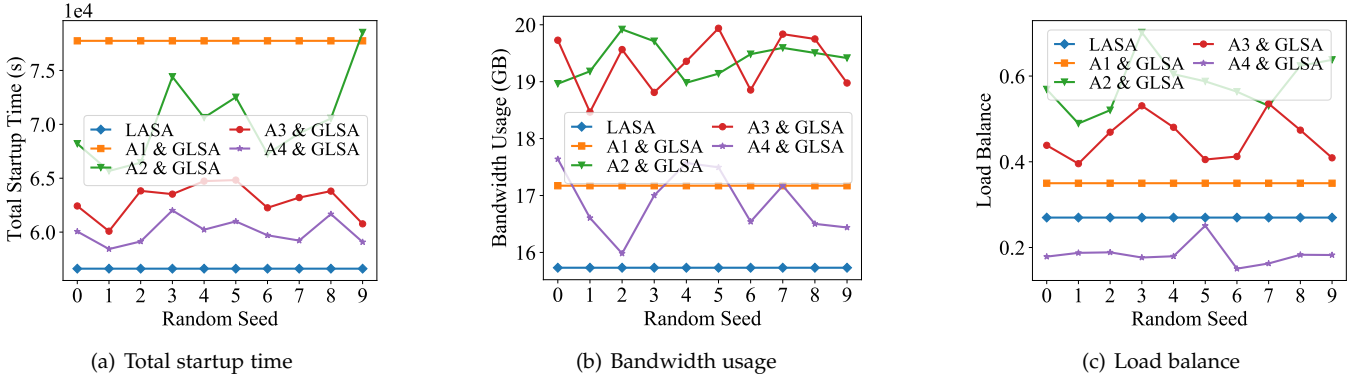 1e4
7.5
7.0
6.5
6.0
Total Startup Time (s)
LASA
A1 & GLSA
A2 & GLSA
A3 & GLSA
A4 & GLSA
0 1 2 3 4 5 6 7 8 9
Random Seed
(a) Total startup time
20
19
18
17
16
Bandwidth Usage (GB)
LASA
A1 & GLSA
A2 & GLSA
A3 & GLSA
A4 & GLSA
0 1 2 3 4 5 6 7 8 9
Random Seed
(b) Bandwidth usage
0.6
0.4
0.2
Load Balance
LASA
A1 & GLSA
A2 & GLSA
A3 & GLSA
A4 & GLSA
0 1 2 3 4 5 6 7 8 9
Random Seed
(c) Load balance